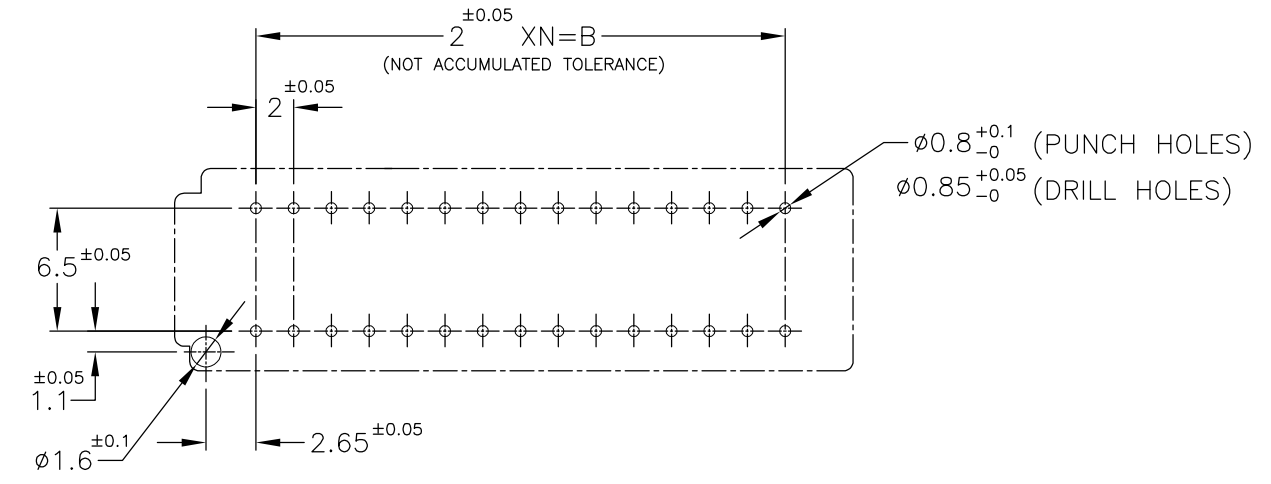 2±0.05 XN=B
(NOT ACCUMULATED TOLERANCE)
2±0.05
ø0.8+0.1-0 (PUNCH HOLES)
ø0.85+0.05-0 (DRILL HOLES)
6.5±0.05
1.1±0.05
ø1.6±0.1
2.65±0.05